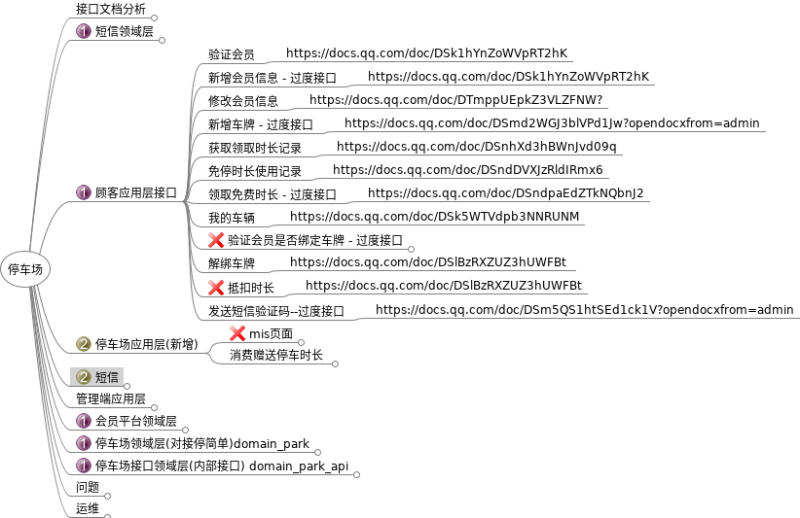 接口文档分析
1 短信领域层
验证会员 https://docs.qq.com/doc/DSk1hYnZoWVpRT2hK
新增会员信息 - 过度接口 https://docs.qq.com/doc/DSk1hYnZoWVpRT2hK
修改会员信息 https://docs.qq.com/doc/DTmppUEpkZ3VLZFNW?
新增车牌 - 过度接口 https://docs.qq.com/doc/DSmd2WGJ3blVPd1Jw?opendocxfrom=admin
获取领取时长记录 https://docs.qq.com/doc/DSnhXd3hBWnJvd09q
免停时长使用记录 https://docs.qq.com/doc/DSndDVXJzRldIRmx6
1 顾客应用层接口
领取免费时长 - 过度接口 https://docs.qq.com/doc/DSndpaEdZTkNQbnJ2
我的车辆 https://docs.qq.com/doc/DSk5WTVdpb3NNRUNM
验证会员是否绑定车牌 - 过度接口
解绑车牌 https://docs.qq.com/doc/DSlBzRXZUZ3hUWFBt
停车场
抵扣时长 https://docs.qq.com/doc/DSlBzRXZUZ3hUWFBt
发送短信验证码--过度接口 https://docs.qq.com/doc/DSm5QS1htSEd1ck1V?opendocxfrom=admin
2 停车场应用层(新增)
mis页面
消费赠送停车时长
2 短信
管理端应用层
1 会员平台领域层
1 停车场领域层(对接停简单)domain_park
1 停车场接口领域层(内部接口) domain_park_api
问题
运维